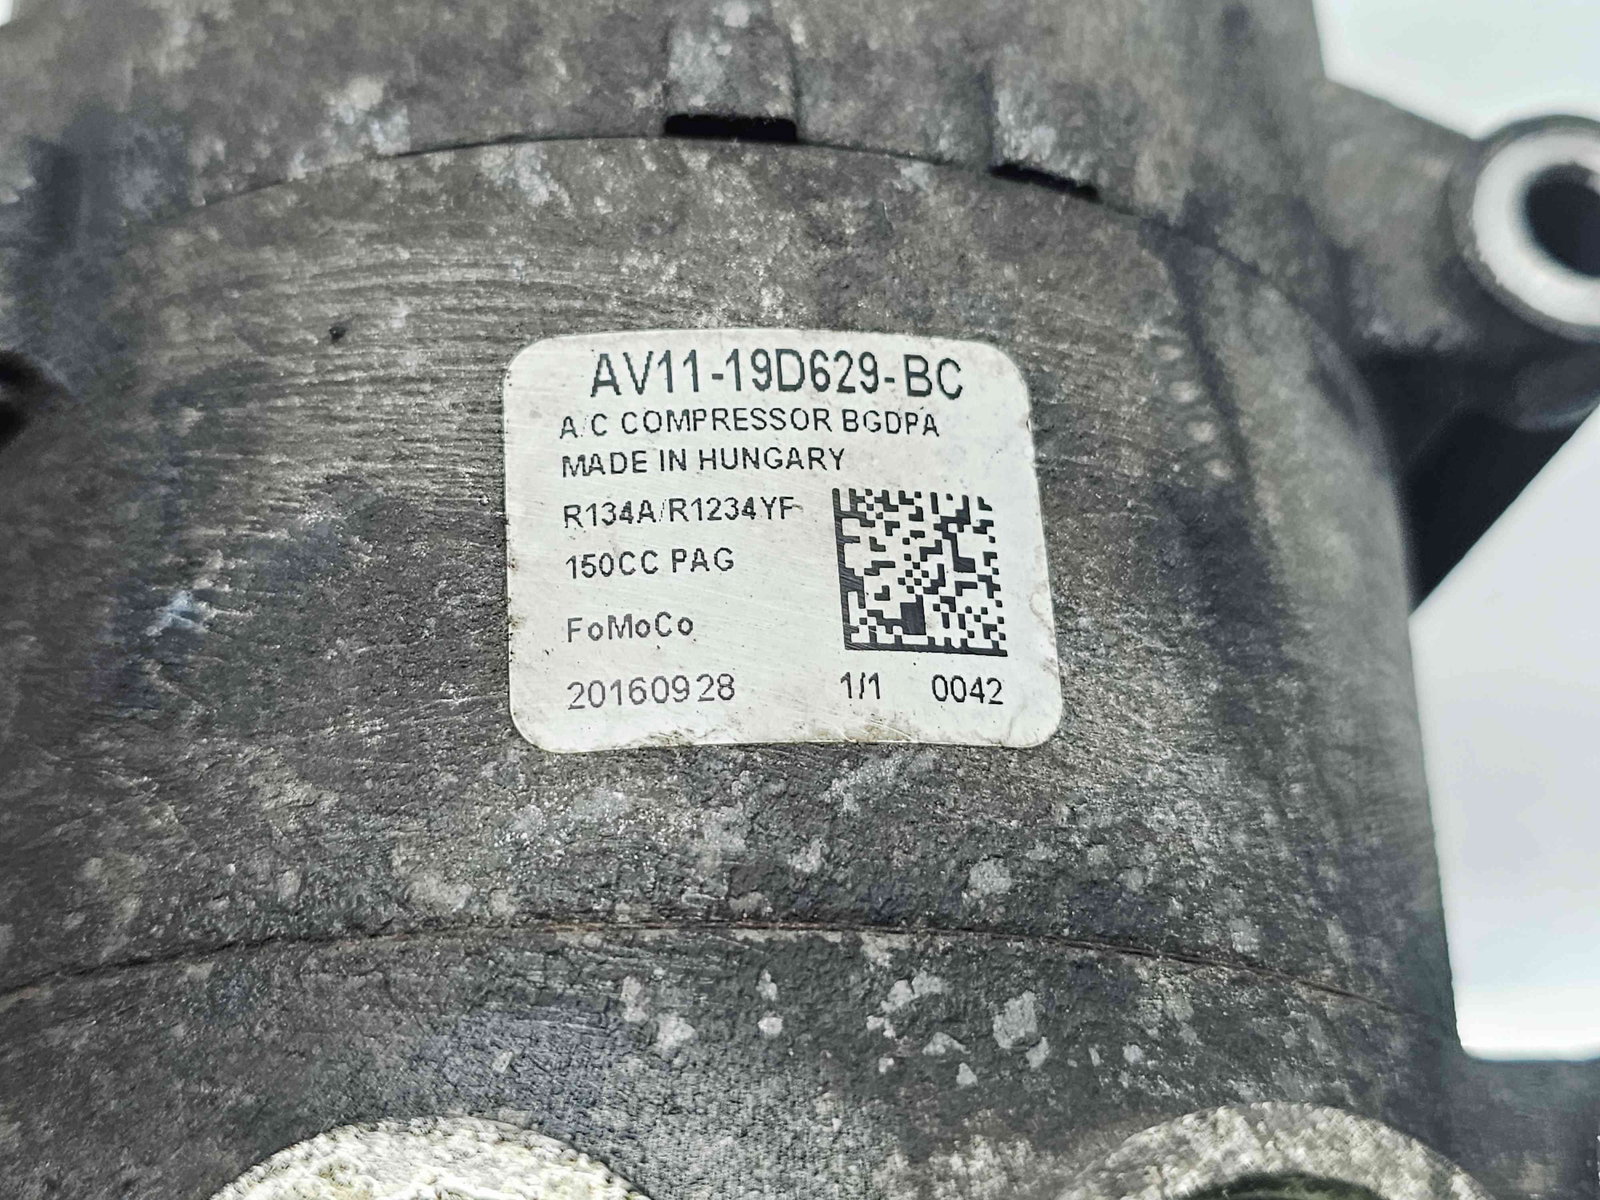 AV11-19D629-BC
A/C COMPRESSOR BGDPA
MADE IN HUNGARY
R134A/R1234YF
150CC PAG
FoMoCo
20160928 1/1 0042